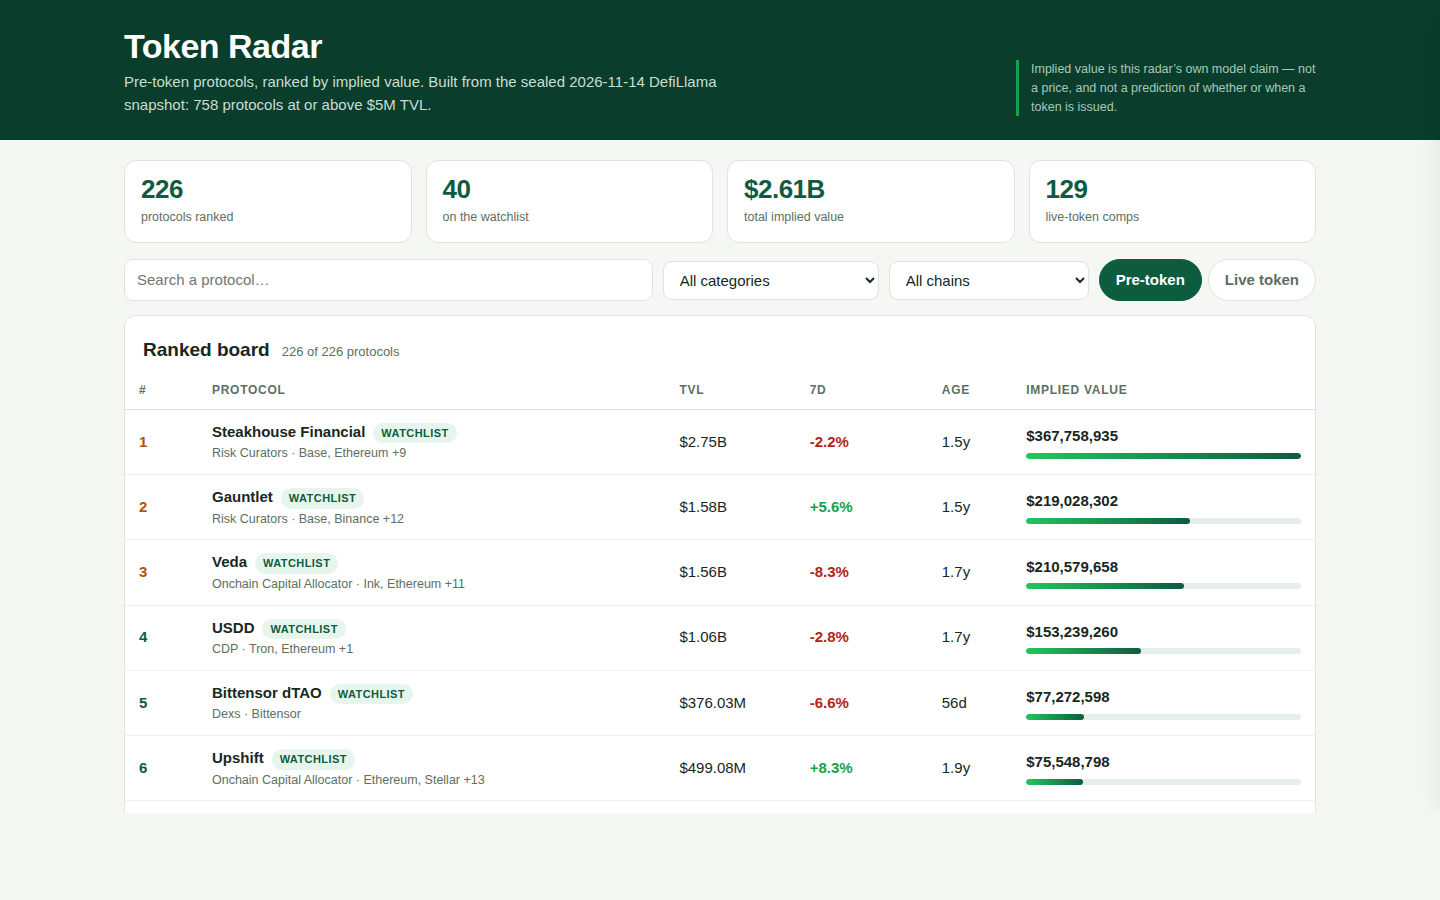 Token Radar
Pre-token protocols, ranked by implied value. Built from the sealed 2026-11-14 DefiLlama
snapshot: 758 protocols at or above $5M TVL.
Implied value is this radar's own model claim — not
a price, and not a prediction of whether or when a
token is issued.
226
protocols ranked
40
on the watchlist
$2.61B
total implied value
129
live-token comps
Search a protocol…
All categories
All chains
Pre-token
Live token
Ranked board 226 of 226 protocols
# PROTOCOL TVL 7D AGE IMPLIED VALUE
1 Steakhouse Financial WATCHLIST $2.75B -2.2% 1.5y $367,758,935
Risk Curators · Base, Ethereum +9
2 Gauntlet WATCHLIST $1.58B +5.6% 1.5y $219,028,302
Risk Curators · Base, Binance +12
3 Veda WATCHLIST $1.56B -8.3% 1.7y $210,579,658
Onchain Capital Allocator · Ink, Ethereum +11
4 USDD WATCHLIST $1.06B -2.8% 1.7y $153,239,260
CDP · Tron, Ethereum +1
5 Bittensor dTAO WATCHLIST $376.03M -6.6% 56d $77,272,598
Dexs · Bittensor
6 Upshift WATCHLIST $499.08M +8.3% 1.9y $75,548,798
Onchain Capital Allocator · Ethereum, Stellar +13